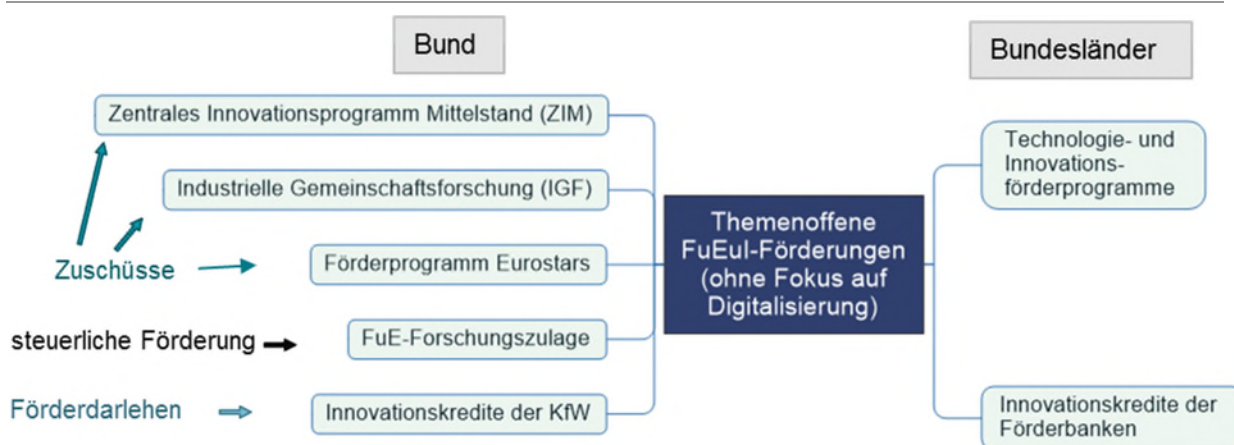 Bund
Bundesländer
Zentrales Innovationsprogramm Mittelstand (ZIM)
Industrielle Gemeinschaftsforschung (IGF)
Zuschüsse
Förderprogramm Eurostars
steuerliche Förderung
FuE-Forschungszulage
Förderdarlehen
Innovationskredite der KfW
Themenoffene
FuEuI-Förderungen
(ohne Fokus auf
Digitalisierung)
Technologie- und
Innovations-
förderprogramme
Innovationskredite der
Förderbanken